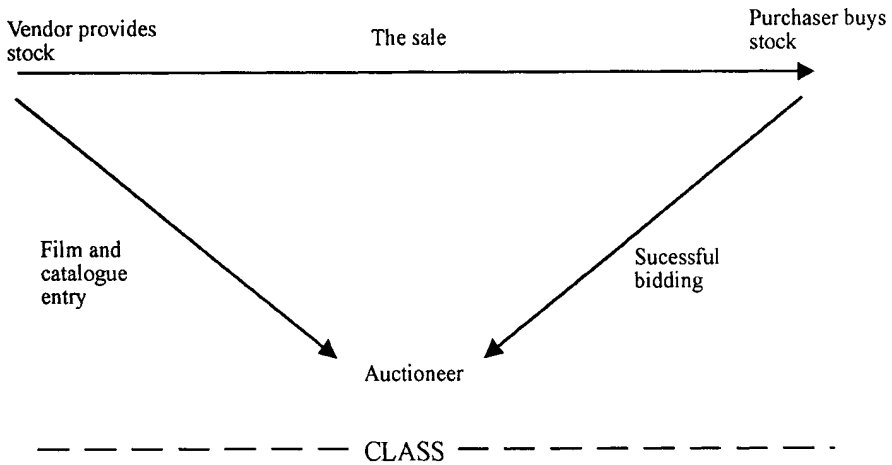 Vendor provides
stock
The sale
Purchaser buys
stock
Film and
catalogue
entry
Sucessful
bidding
Auctioneer
CLASS